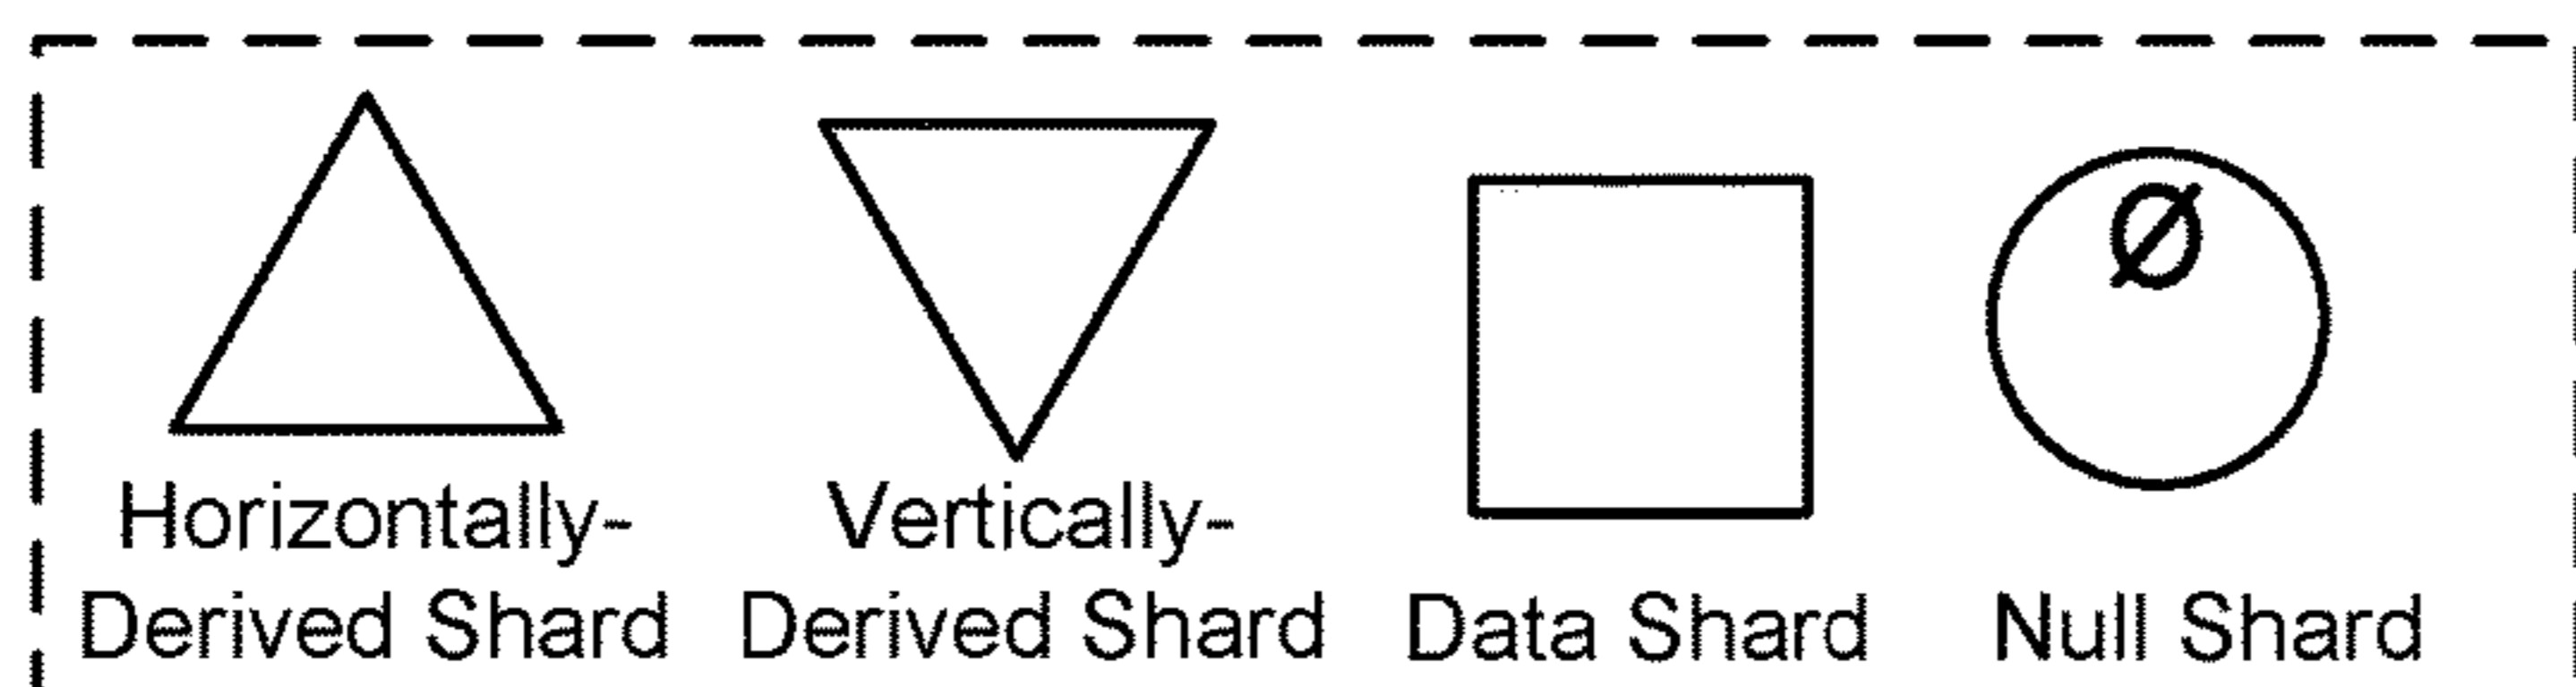 Ø
Horizontally-
Derived Shard
Vertically-
Derived Shard
Data Shard
Null Shard